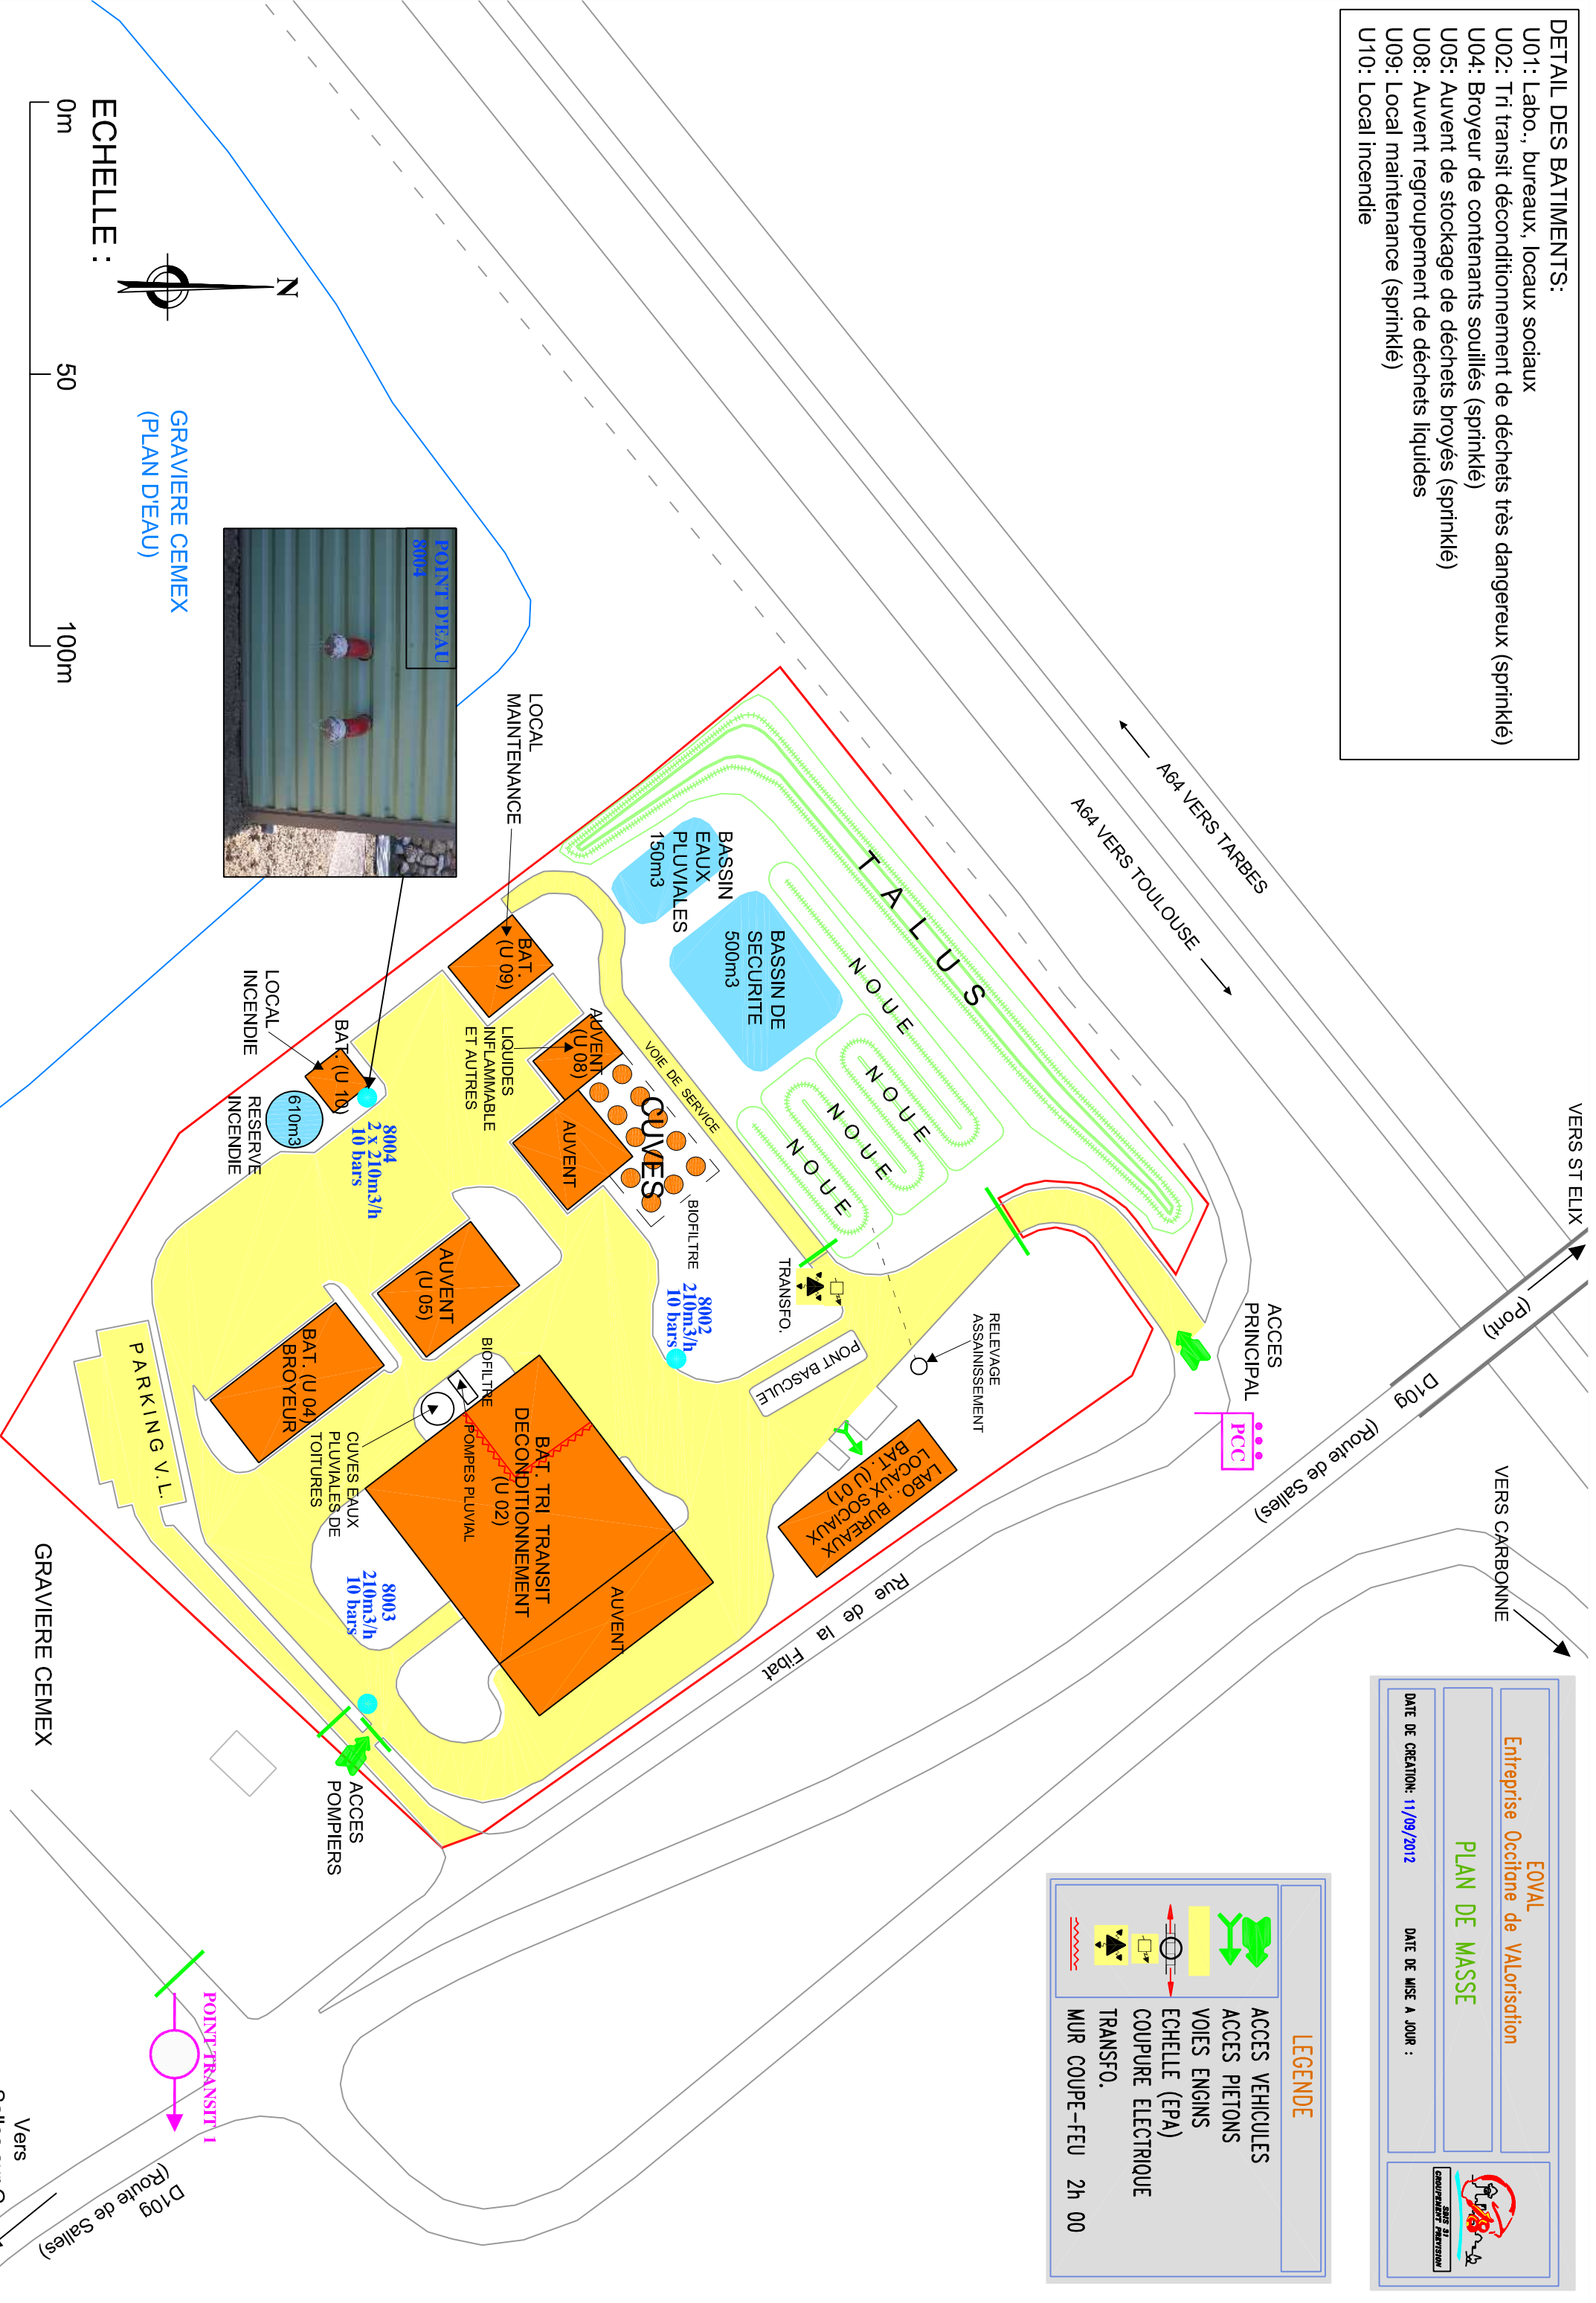 DETAIL DES BATIMENTS:
U01: Labo., bureaux, locaux sociaux
U02: Tri transit déconditionnement de déchets très dangereux (sprinklé)
U04: Broyeur de contenants souillés (sprinklé)
U05: Auvent de stockage de déchets broyés (sprinklé)
U08: Auvent regroupement de déchets liquides
U09: Local maintenance (sprinklé)
U10: Local incendie
VERS ST ELIX
(Pont)
D10g
(Route de Salles)
VERS CARBONNE
EOVAL
Entreprise Occitane de VALorisation
PLAN DE MASSE
DATE DE CREATION: 11/09/2012
DATE DE MISE A JOUR :
SDIS 31
GROUPEMENT PREVISION
A64 VERS TARBES
A64 VERS TOULOUSE
ACCES
PRINCIPAL
PCC
LEGENDE
ACCES VEHICULES
ACCES PIETONS
VOIES ENGINS
ECHELLE (EPA)
COUPURE ELECTRIQUE
TRANSFO.
MUR COUPE-FEU 2h 00
TALUS
NOUE
NOUE
NOUE
NOUE
BASSIN
EAUX
PLUVIALES
150m3
BASSIN DE
SECURITE
500m3
RELEVAGE
ASSAINISSEMENT
TRANSFO.
PONT BASCULE
LABO., BUREAUX
LOCAUX SOCIAUX
BAT. (U 01)
Rue de la Fibat
VOIE DE SERVICE
CUVES
BIOFILTRE
8002
210m3/h
10 bars
LOCAL
MAINTENANCE
BAT.
(U 09)
AUVENT
(U 08)
LIQUIDES
INFLAMMABLE
ET AUTRES
AUVENT
AUVENT
(U 05)
BIOFILTRE
POMPES PLUVIAL
BAT. TRI TRANSIT
DECONDITIONNEMENT
(U 02)
AUVENT
POINT D'EAU
8004
LOCAL
INCENDIE
BAT. (U 10)
610m3
RESERVE
INCENDIE
8004
2 x 210m3/h
10 bars
BAT. (U 04)
BROYEUR
CUVES EAUX
PLUVIALES DE
TOITURES
8003
210m3/h
10 bars
ACCES
POMPIERS
PARKING V.L.
GRAVIERE CEMEX
(PLAN D'EAU)
N
ECHELLE :
0m
50
100m
GRAVIERE CEMEX
POINT TRANSIT 1
D10g
(Route de Salles)
Vers